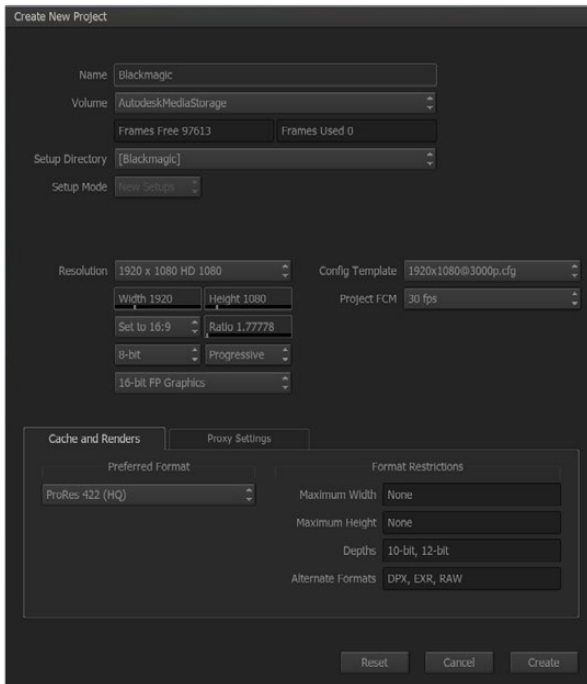 Create New Project
Name Blackmagic
Volume AutodeskMediaStorage
Frames Free 97613 Frames Used 0
Setup Directory [Blackmagic]
Setup Mode New Setups
Resolution 1920 x 1080 HD 1080 Config Template 1920x1080@3000p.cfg
Width 1920 Height 1080 Project FCM 30 fps
Set to 16:9 Ratio 1.77778
8-bit Progressive
16-bit FP Graphics
Cache and Renders Proxy Settings
Preferred Format Format Restrictions
ProRes 422 (HQ) Maximum Width None
Maximum Height None
Depths 10-bit, 12-bit
Alternate Formats DPX, EXR, RAW
Reset Cancel Create